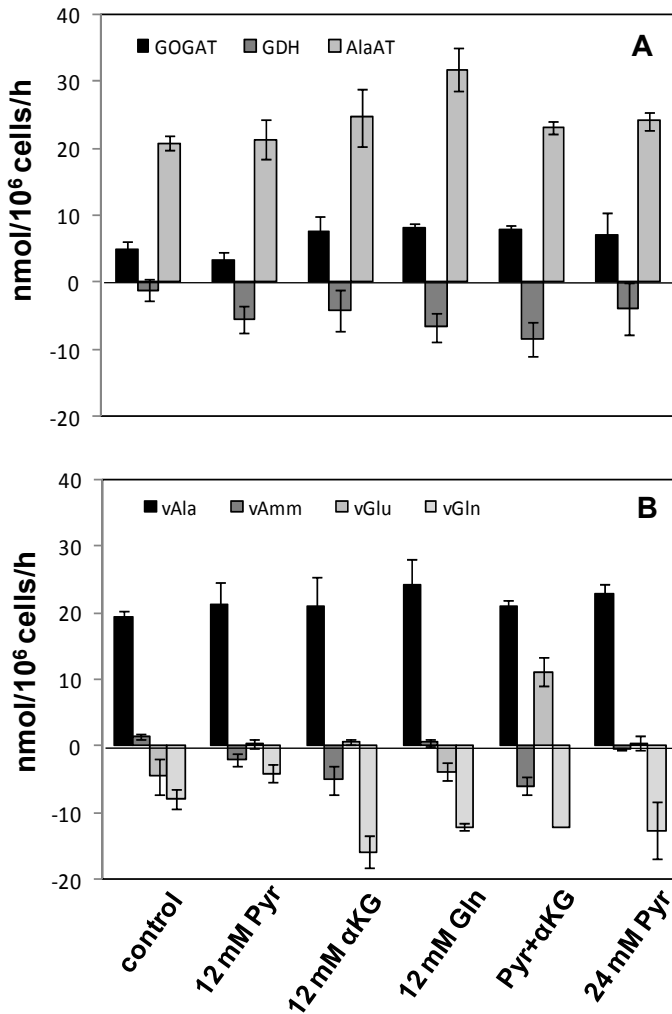 40
GOGAT GDH AlaAT A
30
20
10
0
-10
-20
nmol/10⁶ cells/h
40
vAla vAmm vGlu vGln B
30
20
10
0
-10
-20
nmol/10⁶ cells/h
control
12 mM Pyr
12 mM αKG
12 mM Gln
Pyr+αKG
24 mM Pyr